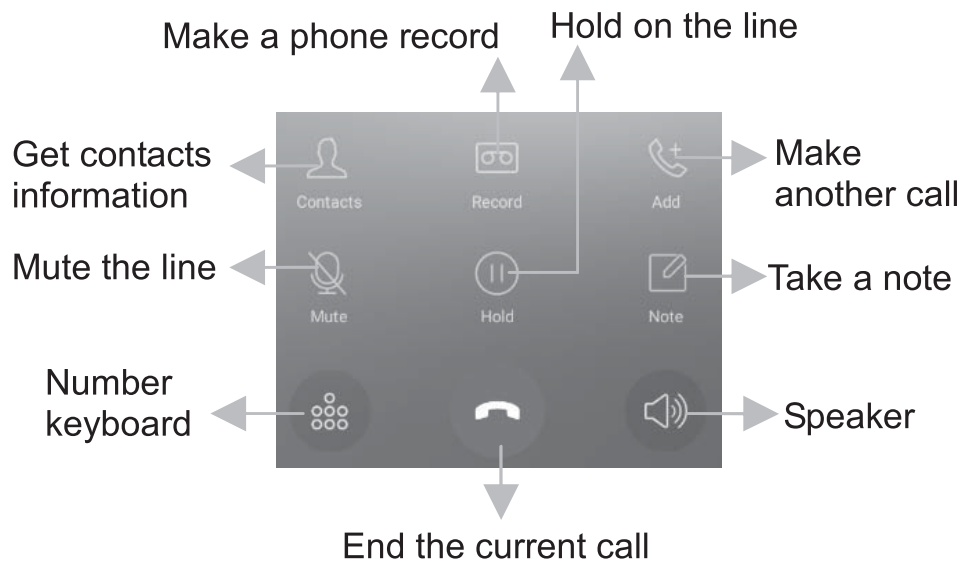 Make a phone record
Hold on the line
Get contacts
information
Make
another call
Contacts
Record
Add
Mute the line
Take a note
Mute
Hold
Note
Number
keyboard
Speaker
End the current call